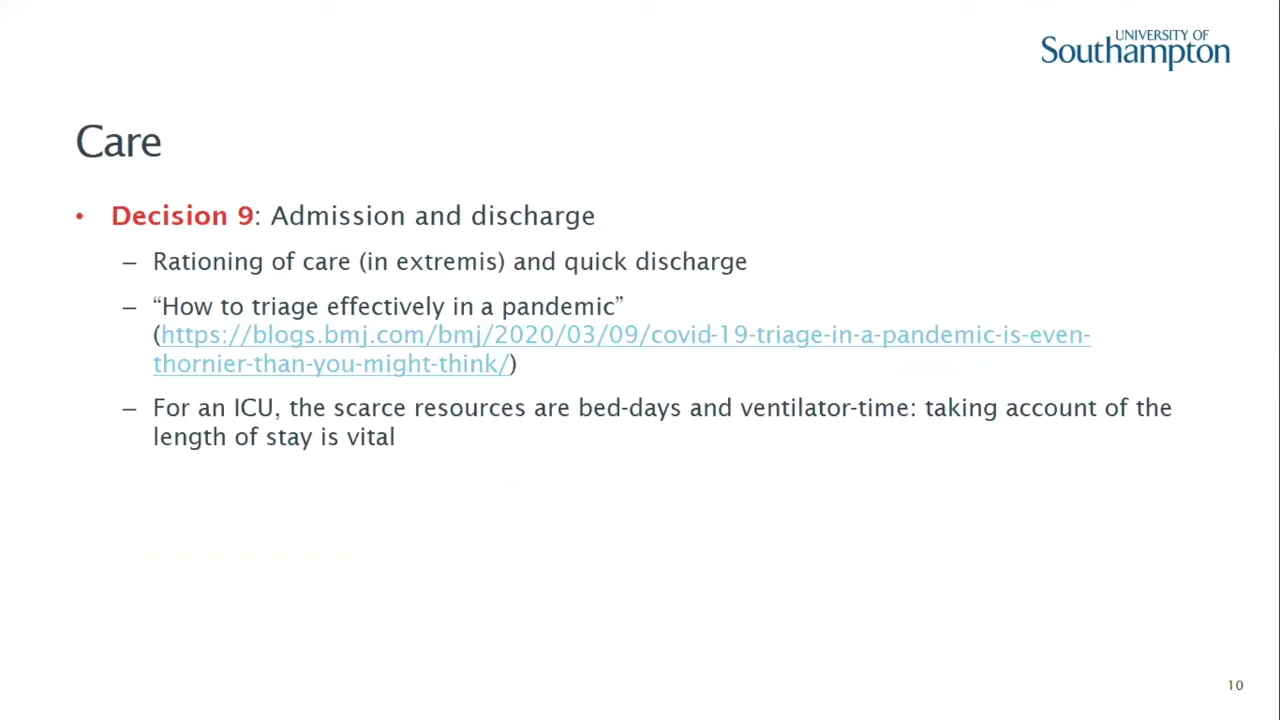 UNIVERSITY OF
Southampton
Care
• Decision 9: Admission and discharge
– Rationing of care (in extremis) and quick discharge
– “How to triage effectively in a pandemic”
(https://blogs.bmj.com/bmj/2020/03/09/covid-19-triage-in-a-pandemic-is-even-
thornier-than-you-might-think/)
– For an ICU, the scarce resources are bed-days and ventilator-time: taking account of the
length of stay is vital
10